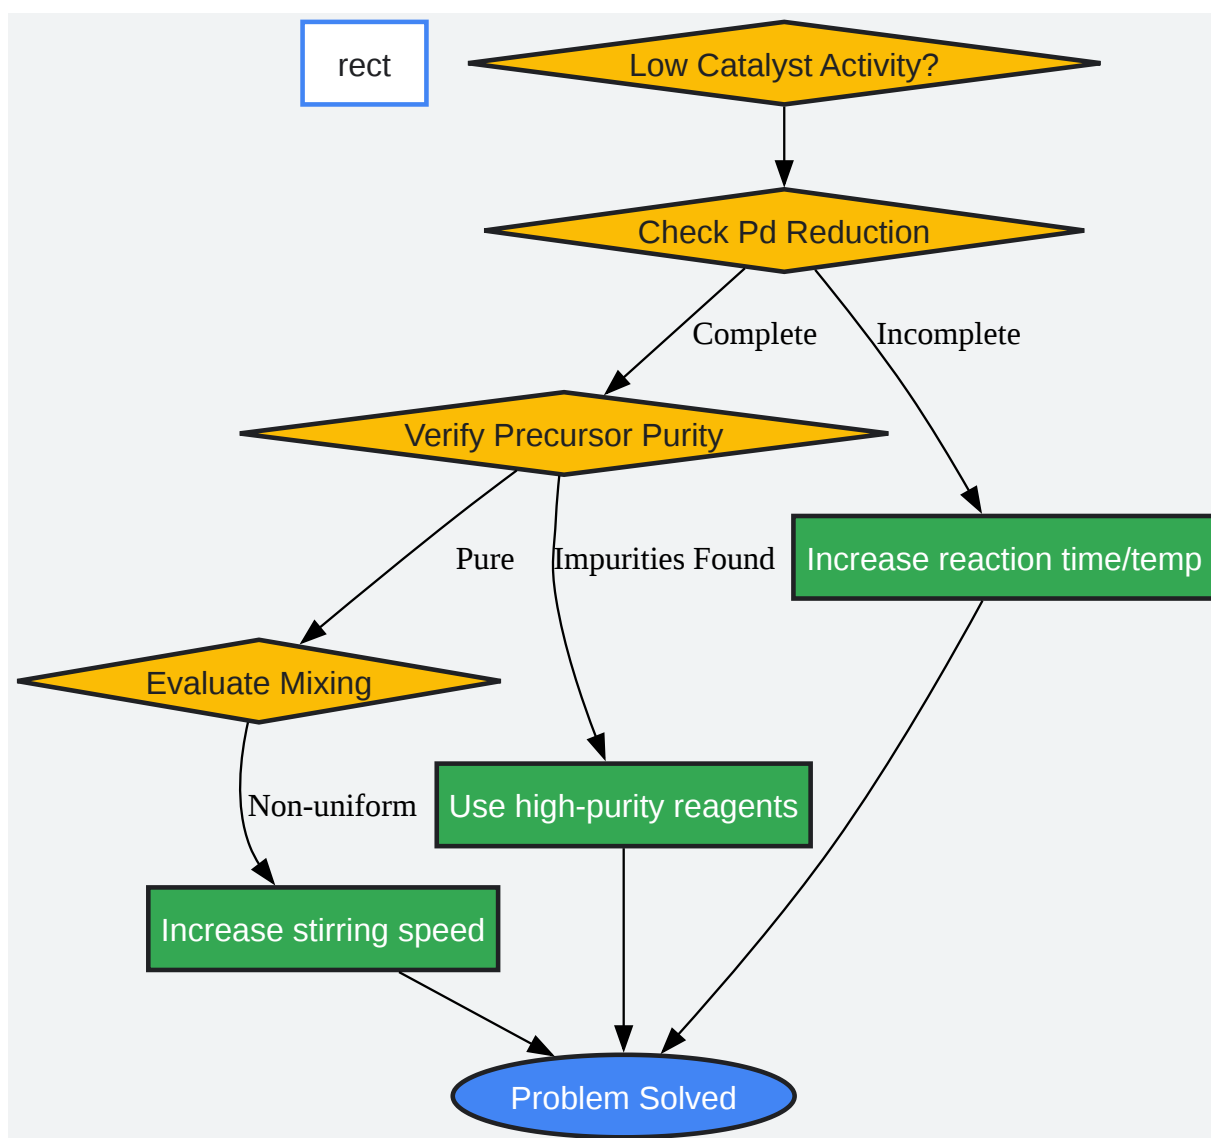 rect
Low Catalyst Activity?
Check Pd Reduction
Complete
Incomplete
Verify Precursor Purity
Pure
Impurities Found
Increase reaction time/temp
Evaluate Mixing
Non-uniform
Use high-purity reagents
Increase stirring speed
Problem Solved